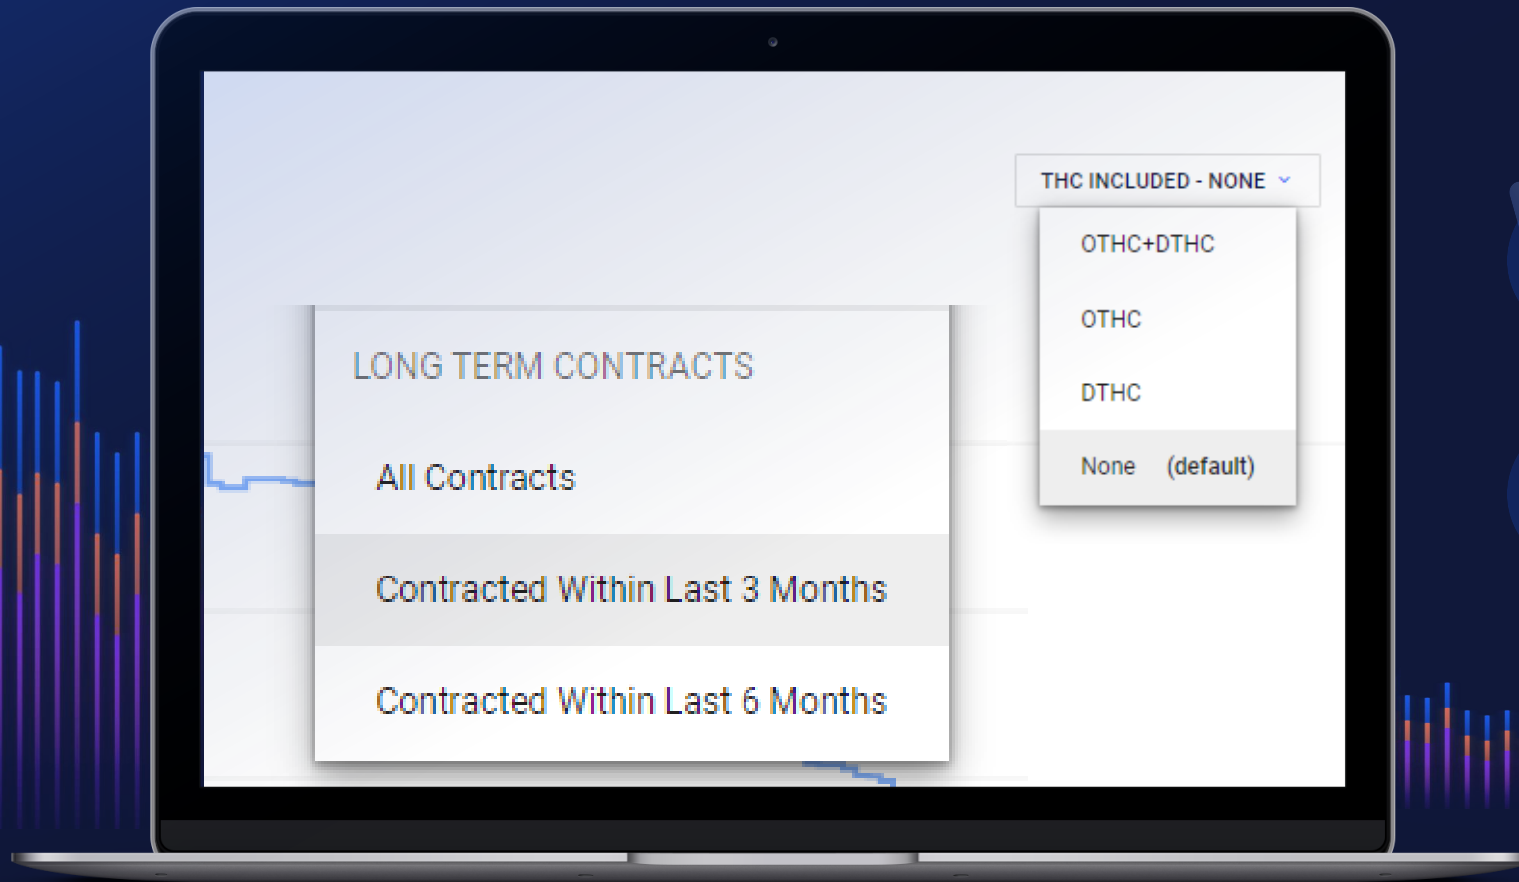 THC INCLUDED - NONE
OTHC+DTHC
OTHC
DTHC
None (default)
LONG TERM CONTRACTS
All Contracts
Contracted Within Last 3 Months
Contracted Within Last 6 Months